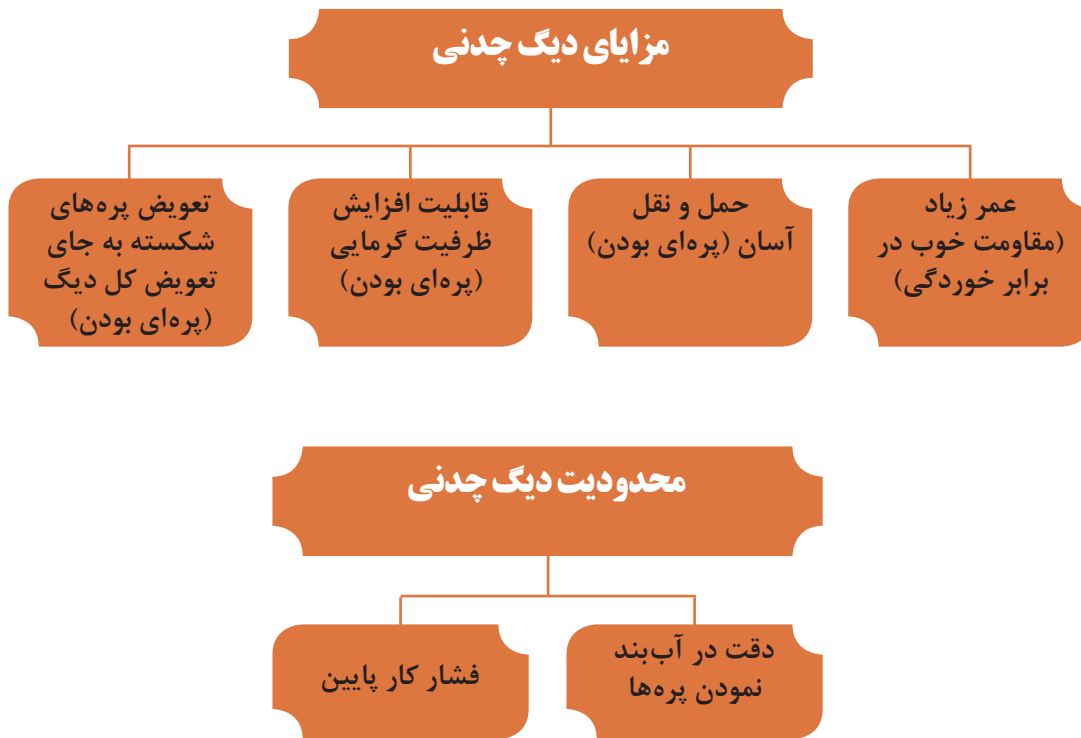 مزایای دیگ چدنی
عمر زیاد
(مقاومت خوب در
برابر خوردگی)
حمل و نقل
آسان (پره‌ای بودن)
قابلیت افزایش
ظرفیت گرمایی
(پره‌ای بودن)
تعویض پره‌های
شکسته به جای
تعویض کل دیگ
(پره‌ای بودن)
محدودیت دیگ چدنی
دقت در آب‌بند
نمودن پره‌ها
فشار کار پایین